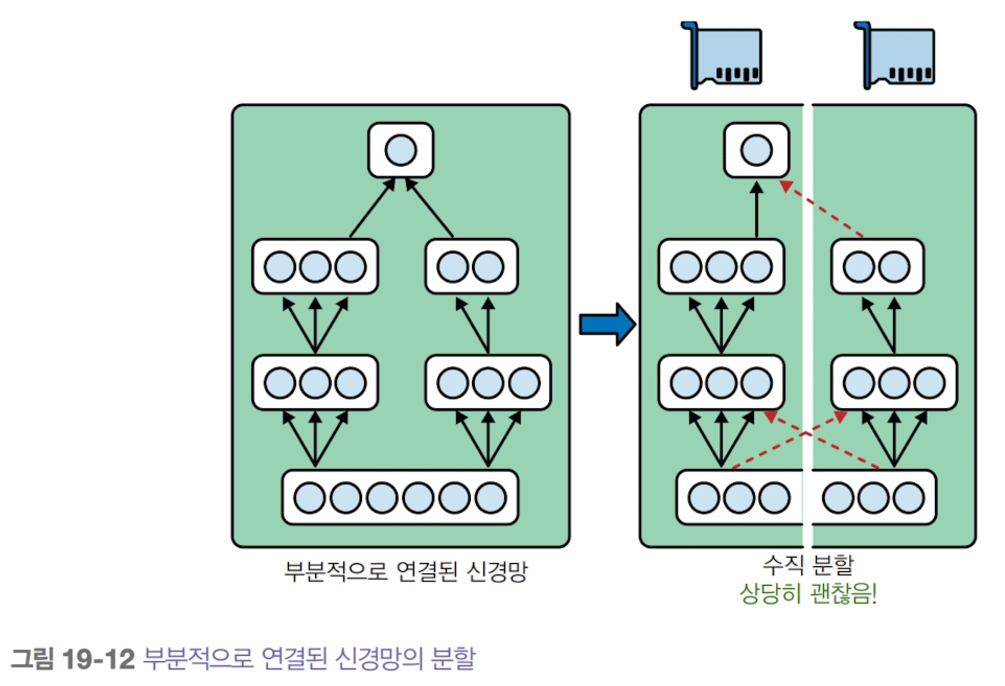 부분적으로 연결된 신경망
수직 분할
상당히 괜찮음!
그림 19-12 부분적으로 연결된 신경망의 분할